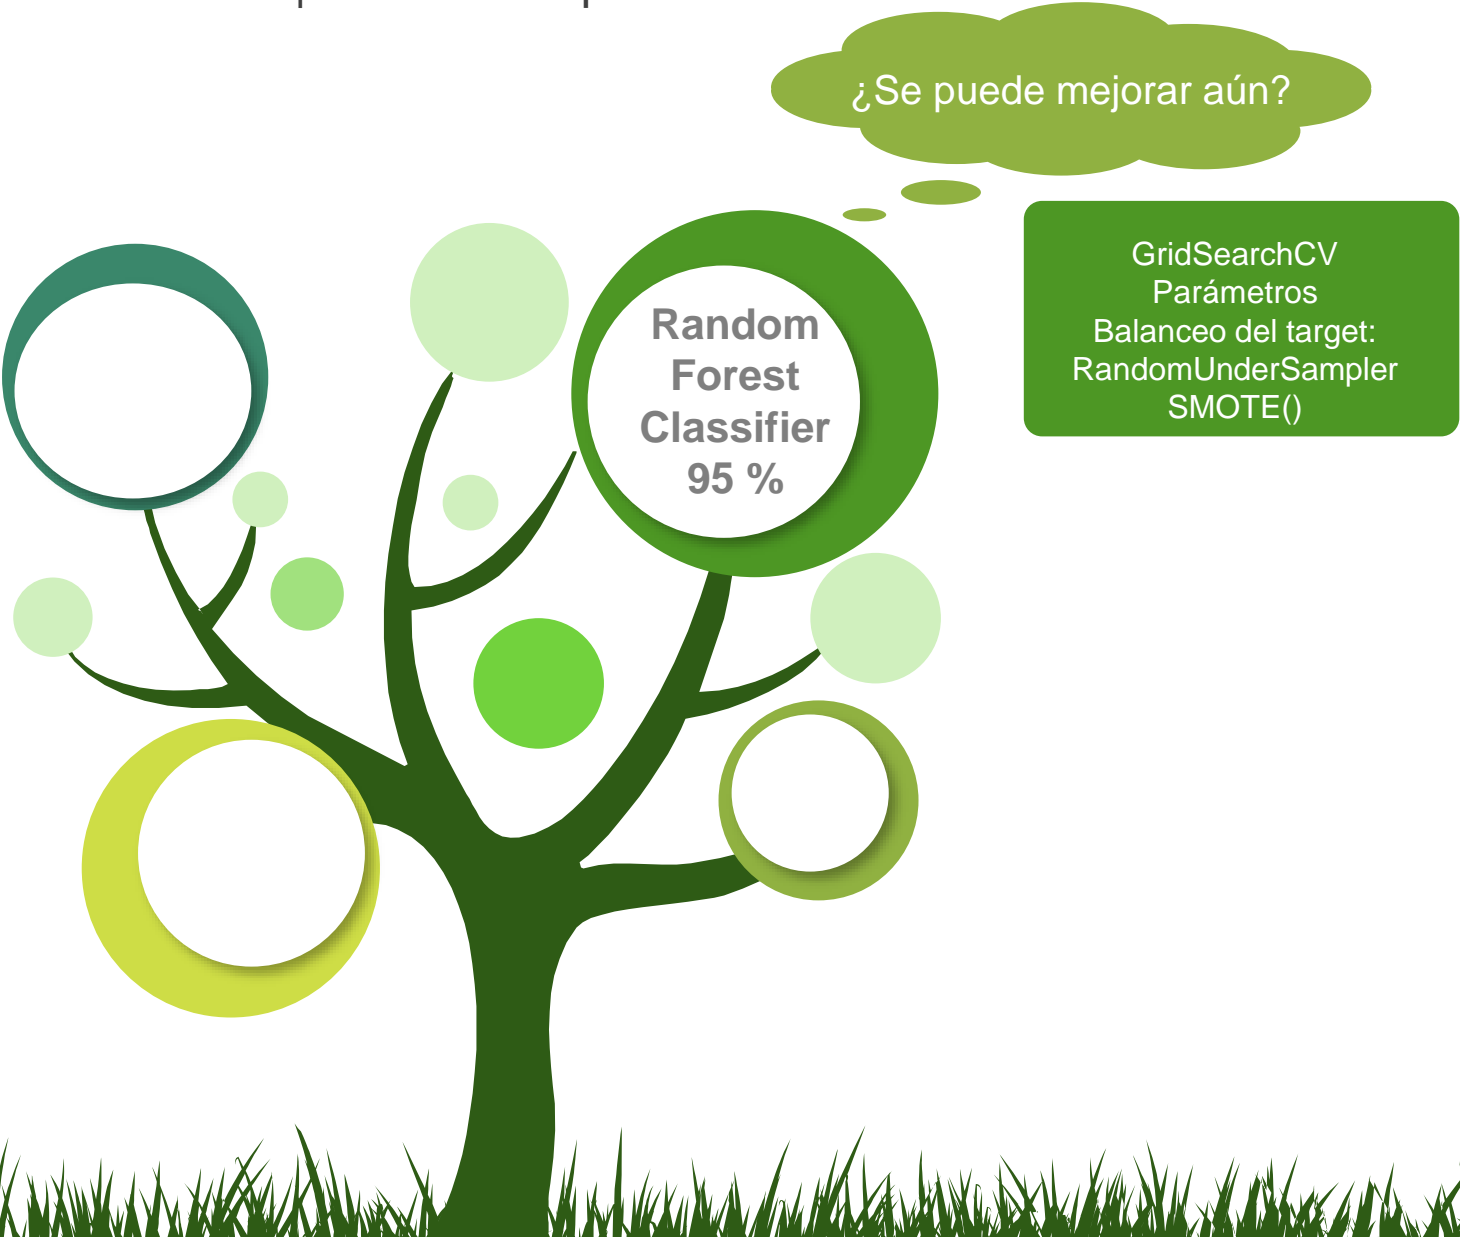 ¿Se puede mejorar aún?
GridSearchCV
Parámetros
Balanceo del target:
RandomUnderSampler
SMOTE()
Random
Forest
Classifier
95 %